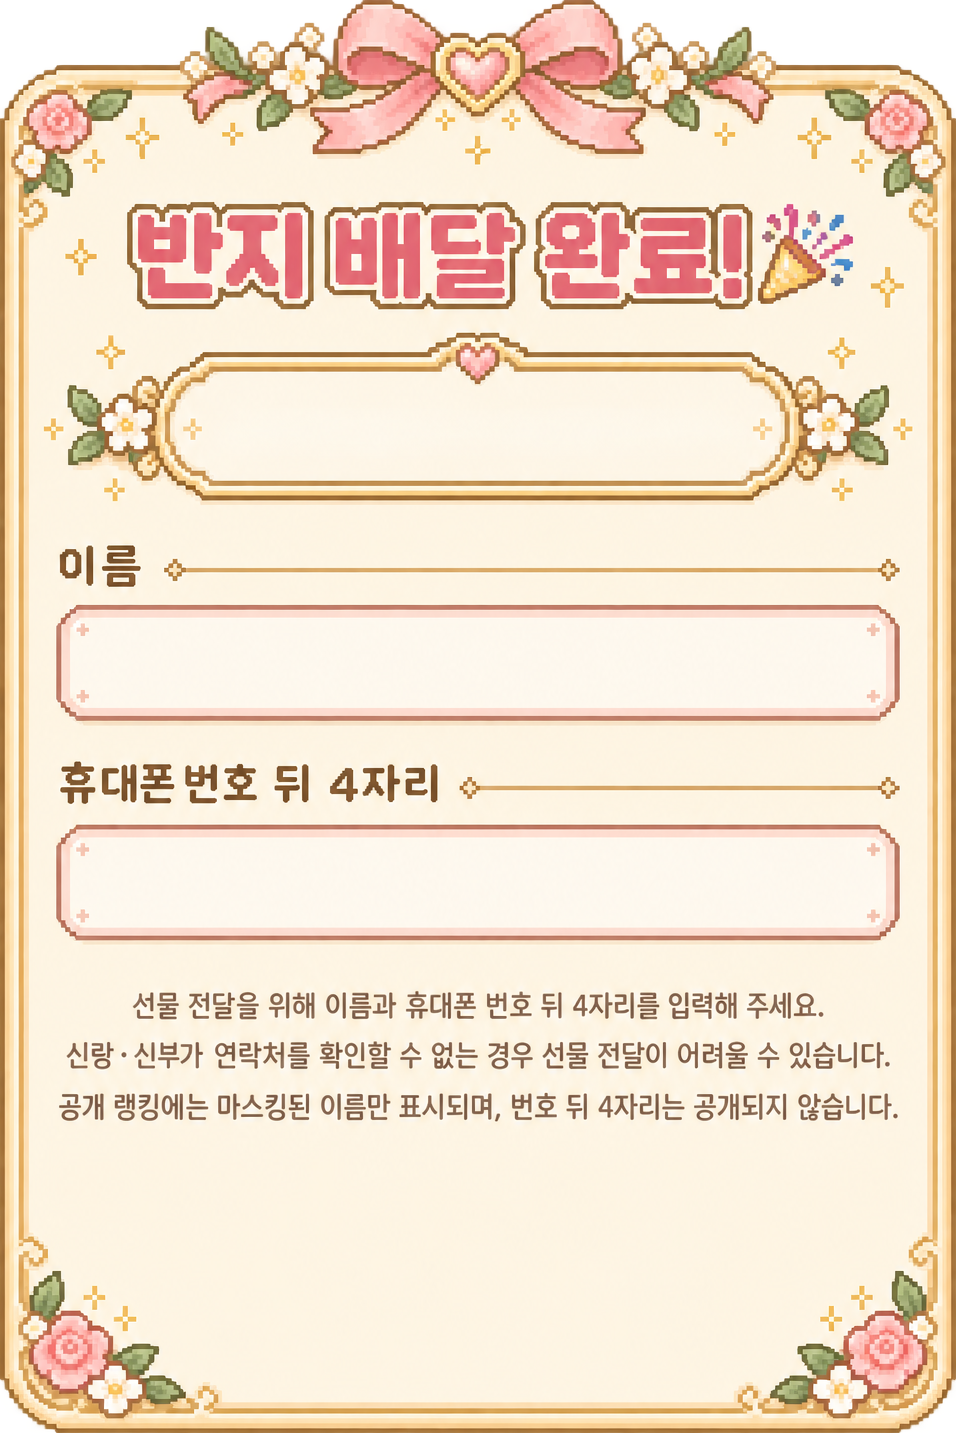 반지 배달 완료!
이름
휴대폰 번호 뒤 4자리
선물 전달을 위해 이름과 휴대폰 번호 뒤 4자리를 입력해 주세요.
신랑·신부가 연락처를 확인할 수 없는 경우 선물 전달이 어려울 수 있습니다.
공개 랭킹에는 마스킹된 이름만 표시되며, 번호 뒤 4자리는 공개되지 않습니다.